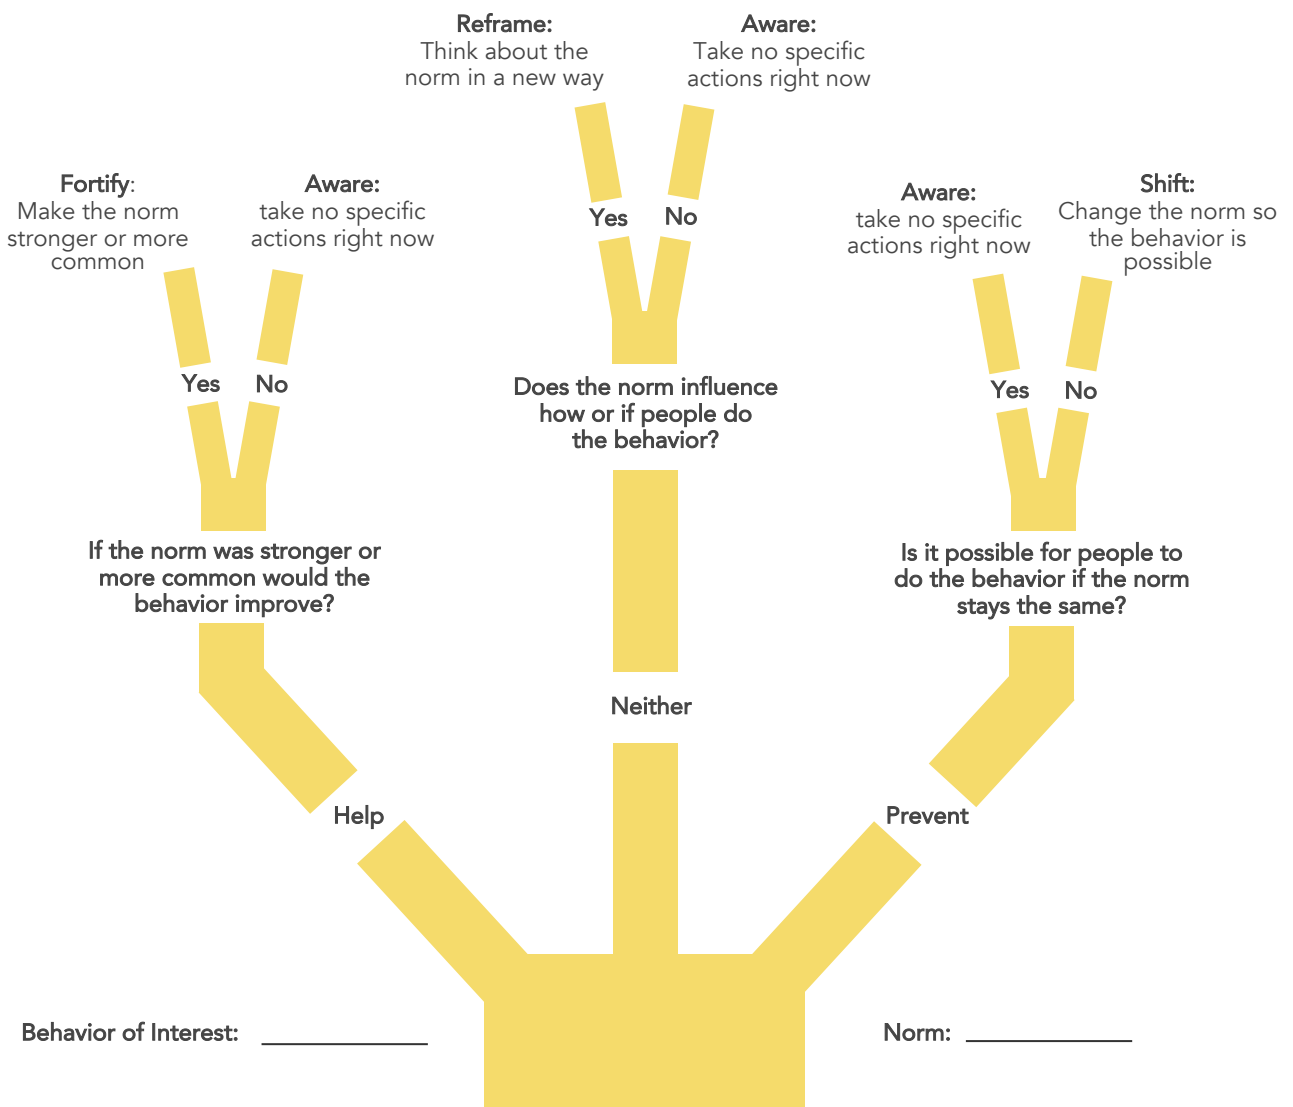 Reframe:
Think about the
norm in a new way
Aware:
Take no specific
actions right now
Fortify:
Make the norm
stronger or more
common
Aware:
take no specific
actions right now
Aware:
take no specific
actions right now
Shift:
Change the norm so
the behavior is
possible
Yes
No
Yes
No
Yes
No
Does the norm influence
how or if people do
the behavior?
If the norm was stronger or
more common would the
behavior improve?
Is it possible for people to
do the behavior if the norm
stays the same?
Neither
Help
Prevent
Behavior of Interest:
Norm: